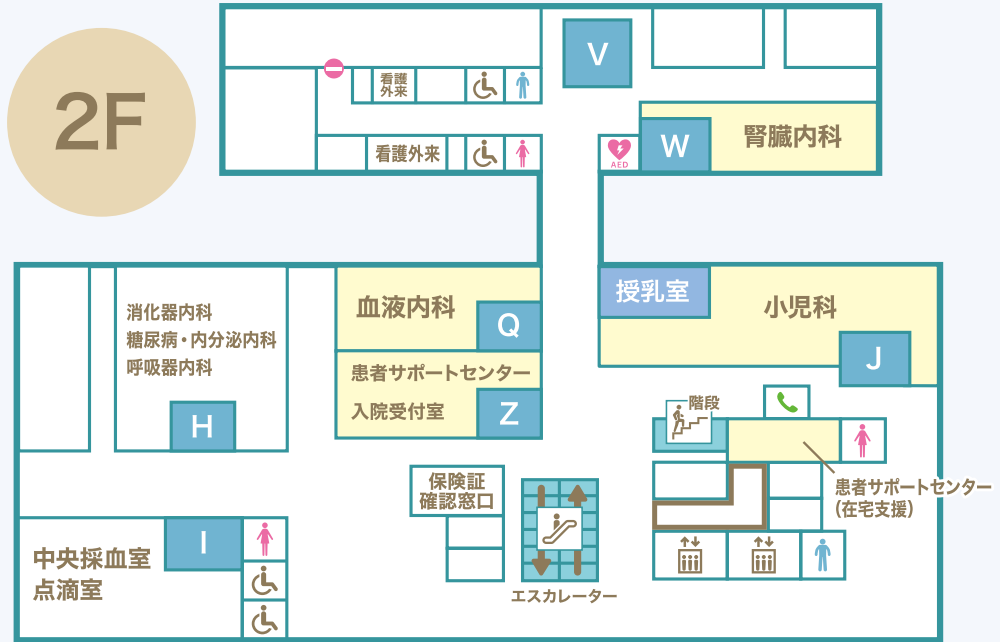 2F
V
看護
外来
看護外来
AED
W
腎臓内科
消化器内科
糖尿病・内分泌内科
呼吸器内科
H
血液内科
Q
患者サポートセンター
入院受付室
Z
授乳室
小児科
J
階段
患者サポートセンター
（在宅支援）
保険証
確認窓口
エスカレーター
I
中央採血室
点滴室